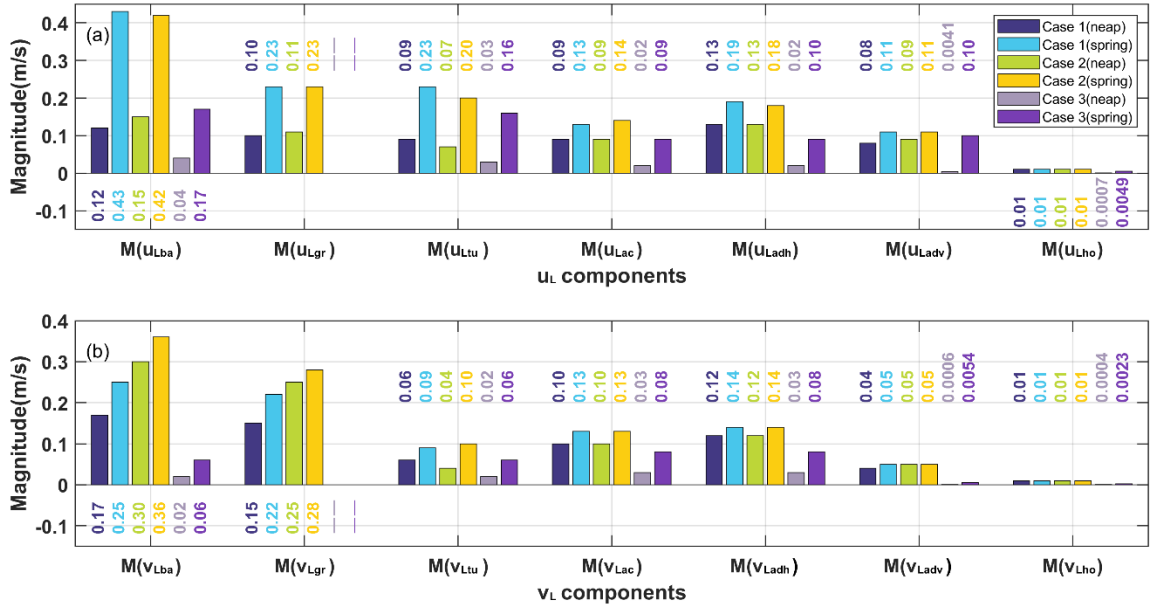 (a)
Magnitude(m/s)
0.4
0.3
0.2
0.1
0
-0.1
Case 1(neap)
Case 1(spring)
Case 2(neap)
Case 2(spring)
Case 3(neap)
Case 3(spring)
0.12 0.43 0.15 0.42 0.04 0.17
0.10 0.23 0.11 0.23 — —
0.09 0.23 0.07 0.20 0.03 0.16
0.09 0.13 0.09 0.14 0.02 0.09
0.13 0.19 0.13 0.18 0.02 0.10
0.08 0.11 0.09 0.11 0.0041 0.10
0.01 0.01 0.01 0.01 0.0007 0.0049
M(uLba) M(uLgr) M(uLtu) M(uLac) M(uLadh) M(uLadv) M(uLho)
uL components
(b)
Magnitude(m/s)
0.4
0.3
0.2
0.1
0
-0.1
0.17 0.25 0.30 0.36 0.02 0.06
0.15 0.22 0.25 0.28 — —
0.06 0.09 0.04 0.10 0.02 0.06
0.10 0.13 0.10 0.13 0.03 0.08
0.12 0.14 0.12 0.14 0.03 0.08
0.04 0.05 0.05 0.05 0.0006 0.0054
0.01 0.01 0.01 0.01 0.0004 0.0023
M(vLba) M(vLgr) M(vLtu) M(vLac) M(vLadh) M(vLadv) M(vLho)
vL components